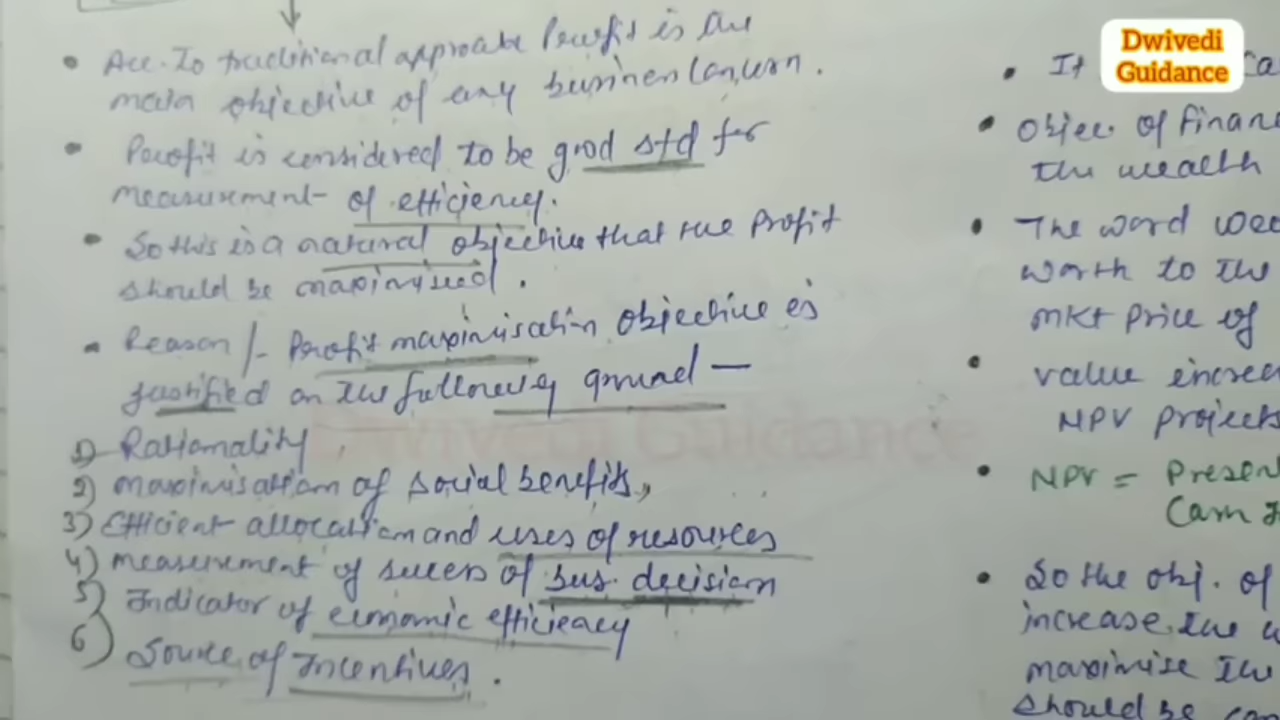 Acc. To traditional approate Profit is the
main objective of any business concern.
Profit is considered to be good std for
measurement of efficiency.
So this is a natural objective that the Profit
should be maximised.
Reason /- Profit maximisation objective is
justified on the following ground —
1) Rationality.
2) maximisation of social benefits,
3) Efficient allocation and uses of resources
4) measurement of success of bus. decision
5) Indicator of economic efficieacy
6) Source of Incentives.
Dwivedi
Guidance
It
Objec. of Finan
the wealth
The word we
worth to the
mkt price of
value increa
NPV projects
NPV = Presen
Cash
So the obj. of
increase the w
maximise the
should be
Dwivedi Guidance